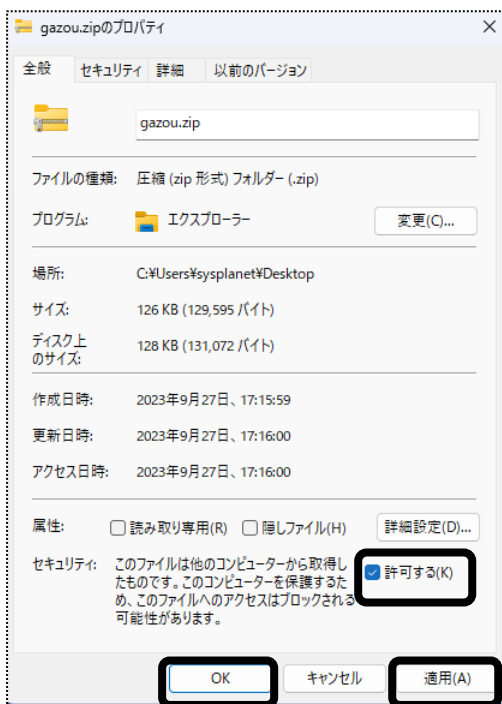 gazou.zipのプロパティ
全般 セキュリティ 詳細 以前のバージョン
gazou.zip
ファイルの種類: 圧縮 (zip 形式) フォルダー (.zip)
プログラム: エクスプローラー 変更(C)...
場所: C:¥Users¥sysplanet¥Desktop
サイズ: 126 KB (129,595 バイト)
ディスク上
のサイズ: 128 KB (131,072 バイト)
作成日時: 2023年9月27日、17:15:59
更新日時: 2023年9月27日、17:16:00
アクセス日時: 2023年9月27日、17:16:00
属性: 読み取り専用(R) 隠しファイル(H) 詳細設定(D)...
セキュリティ: このファイルは他のコンピューターから取得し
たものです。このコンピューターを保護するた
め、このファイルへのアクセスはブロックされる
可能性があります。
許可する(K)
OK キャンセル 適用(A)